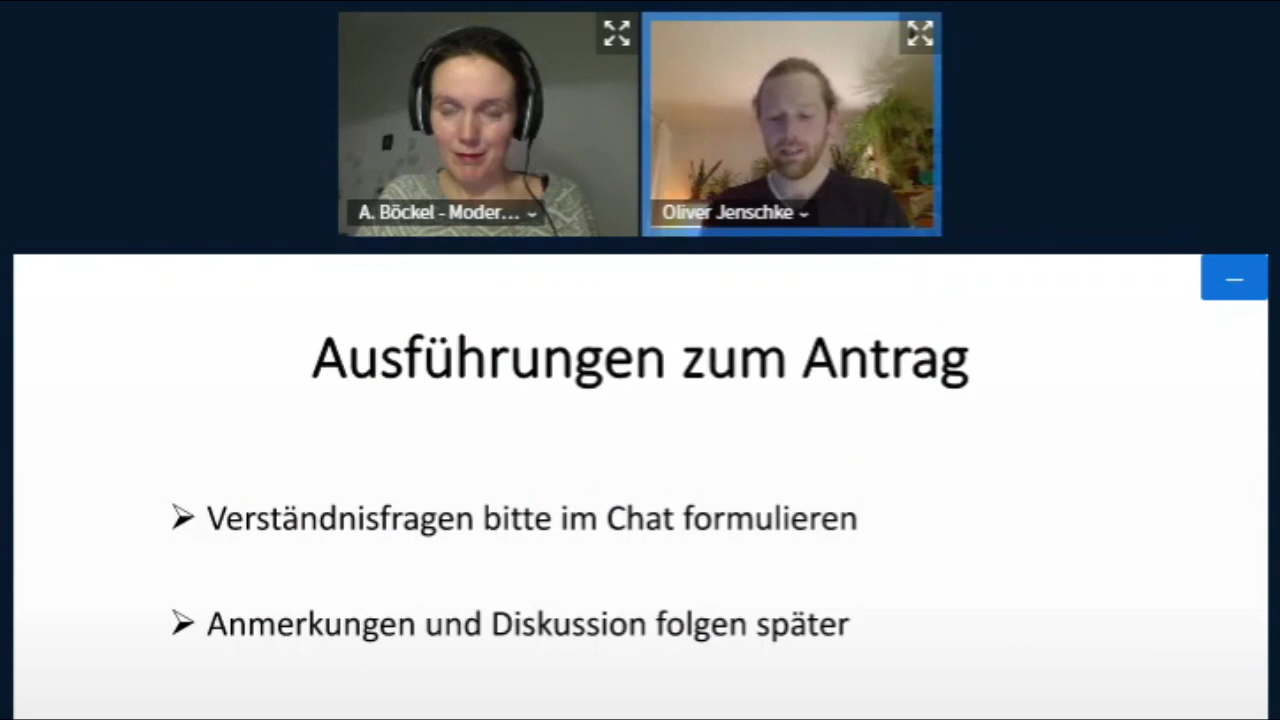 A. Böckel - Moder...
Oliver Jenschke
Ausführungen zum Antrag
Verständnisfragen bitte im Chat formulieren
Anmerkungen und Diskussion folgen später